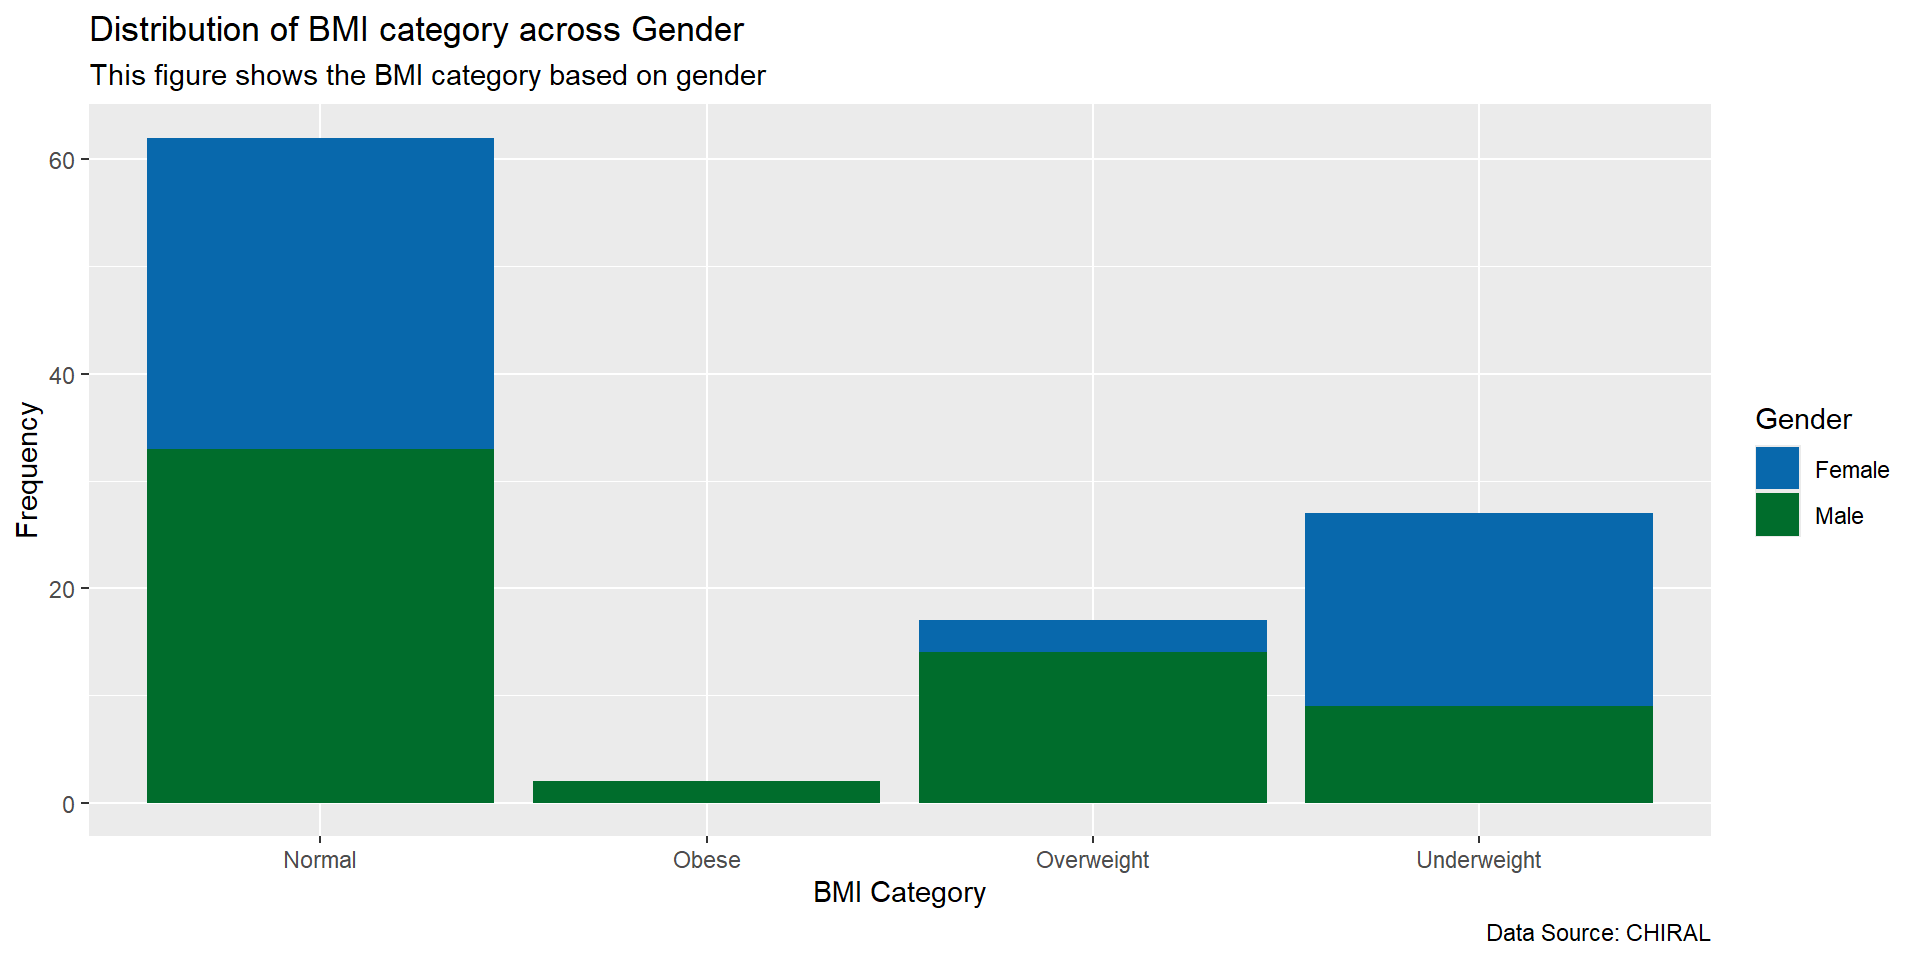 Distribution of BMI category across Gender
This figure shows the BMI category based on gender
Frequency
60
40
20
0
Normal
Obese
Overweight
Underweight
BMI Category
Gender
Female
Male
Data Source: CHIRAL